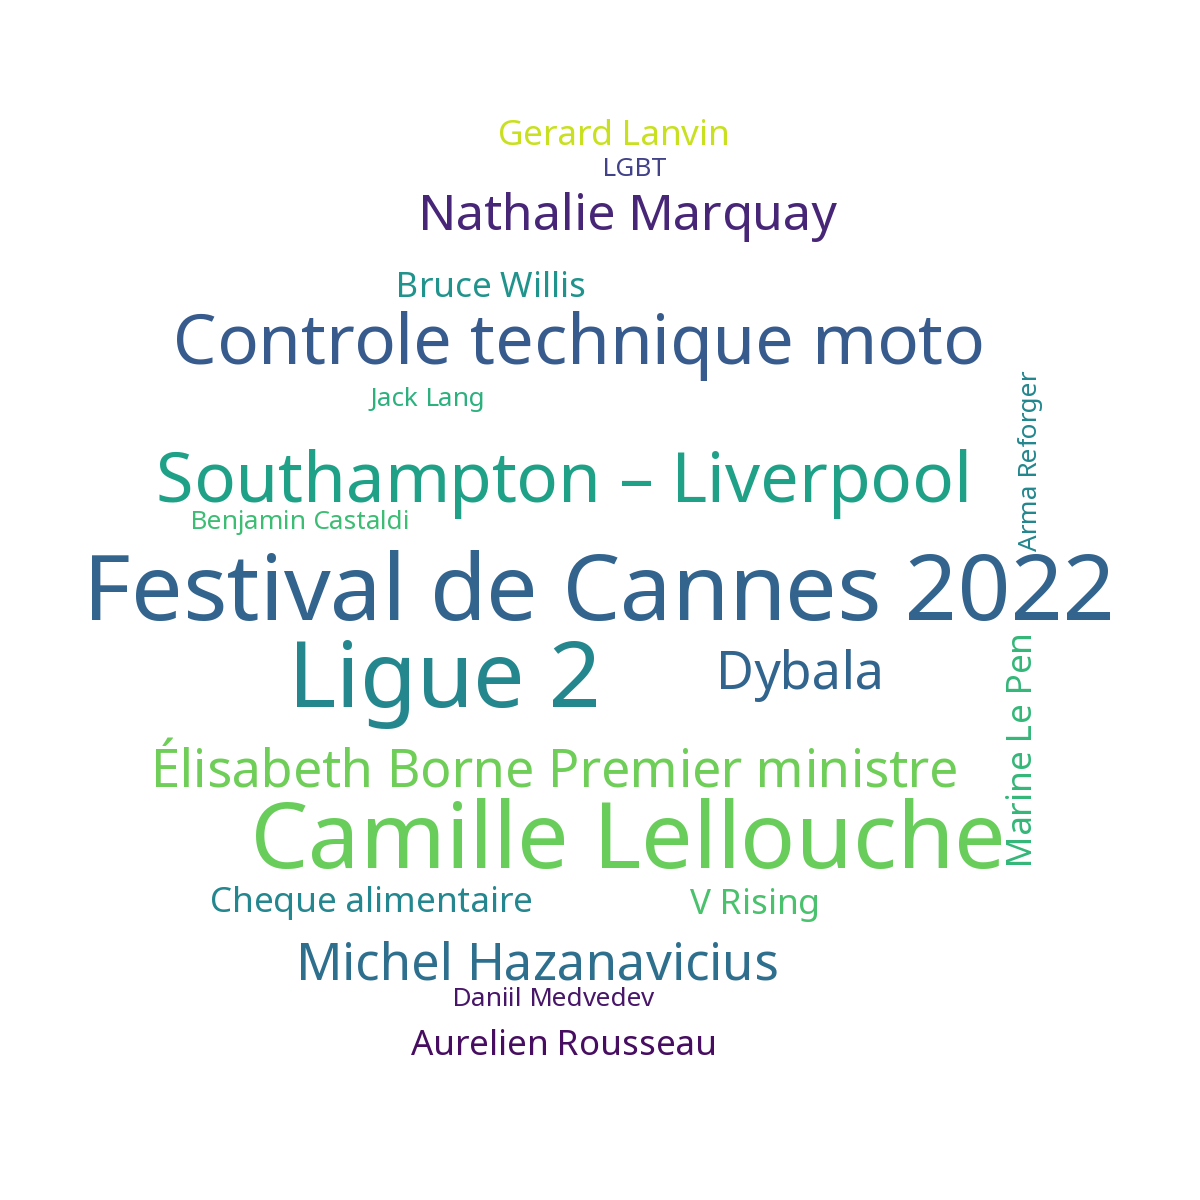 Gerard Lanvin
LGBT
Nathalie Marquay
Bruce Willis
Controle technique moto
Jack Lang
Arma Reforger
Southampton – Liverpool
Benjamin Castaldi
Festival de Cannes 2022
Ligue 2
Dybala
Marine Le Pen
Élisabeth Borne Premier ministre
Camille Lellouche
Cheque alimentaire
V Rising
Michel Hazanavicius
Daniil Medvedev
Aurelien Rousseau